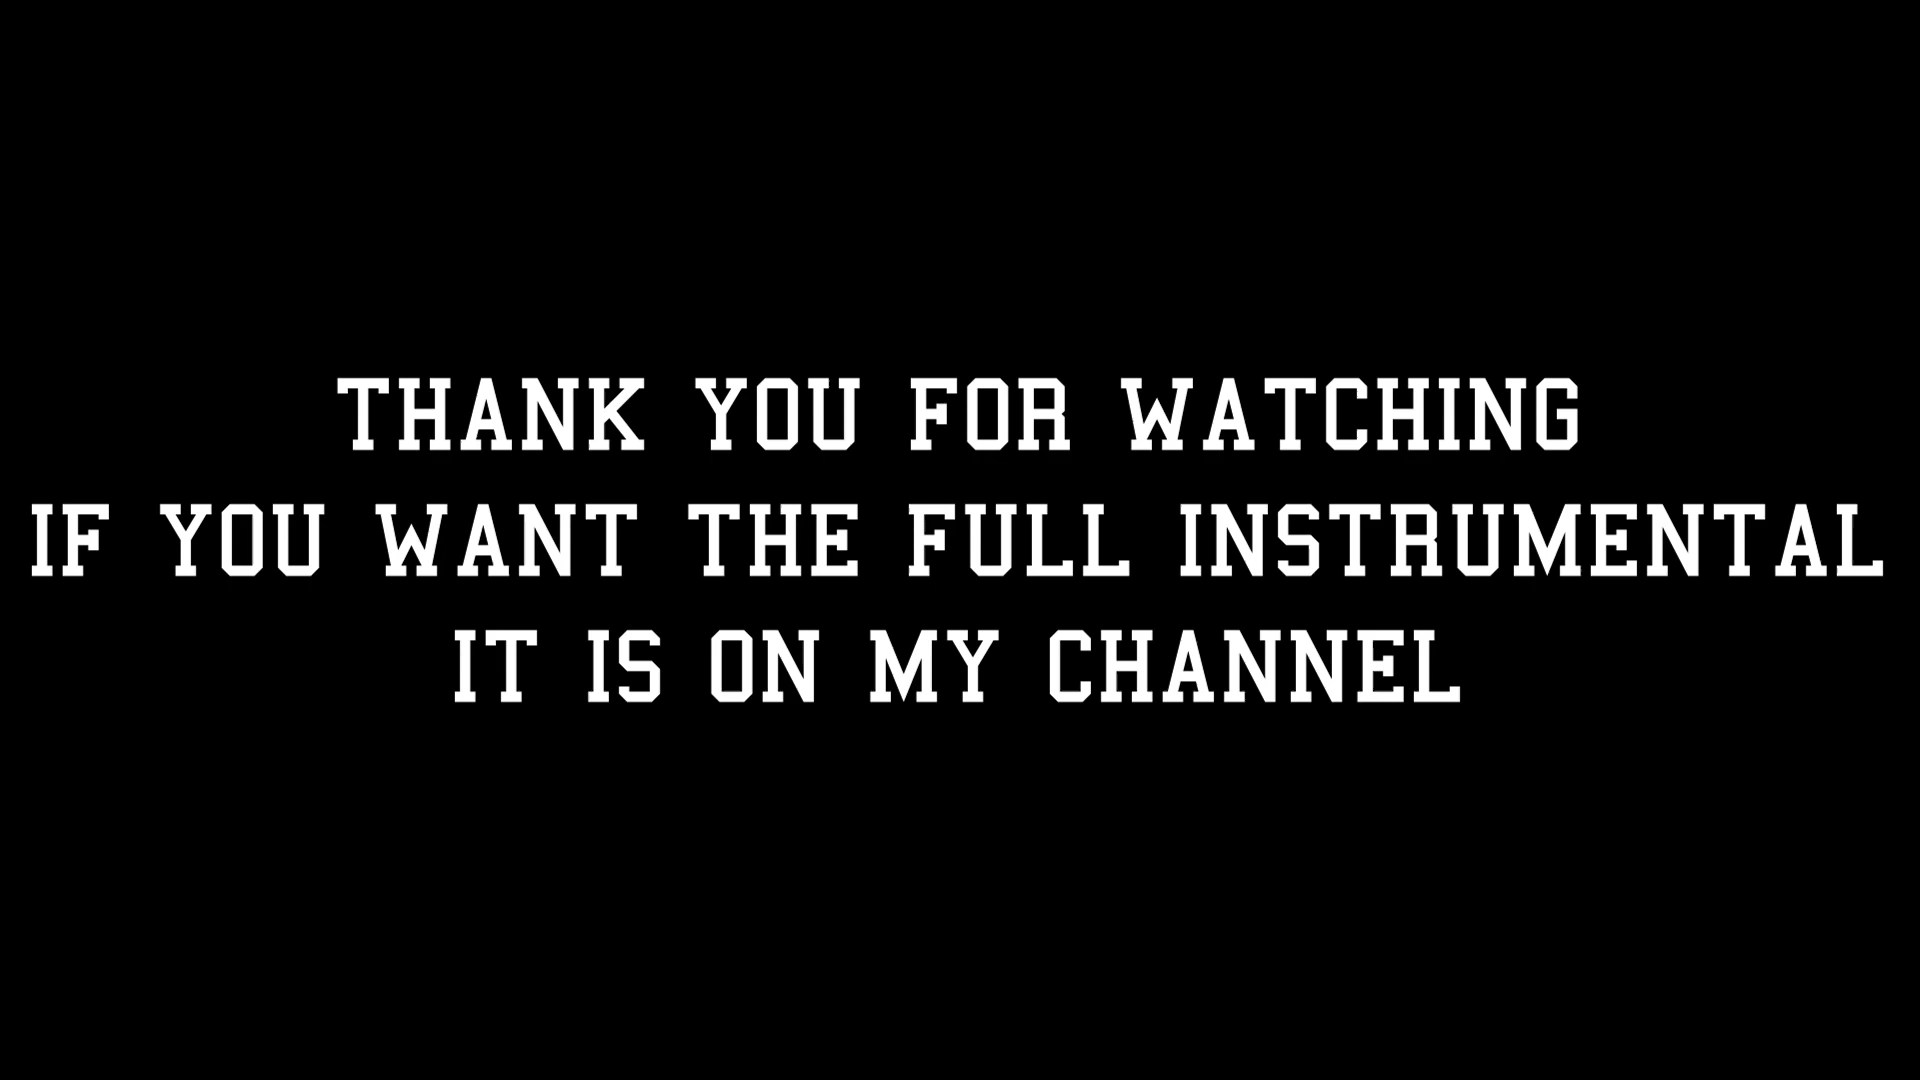 THANK YOU FOR WATCHING
IF YOU WANT THE FULL INSTRUMENTAL
IT IS ON MY CHANNEL